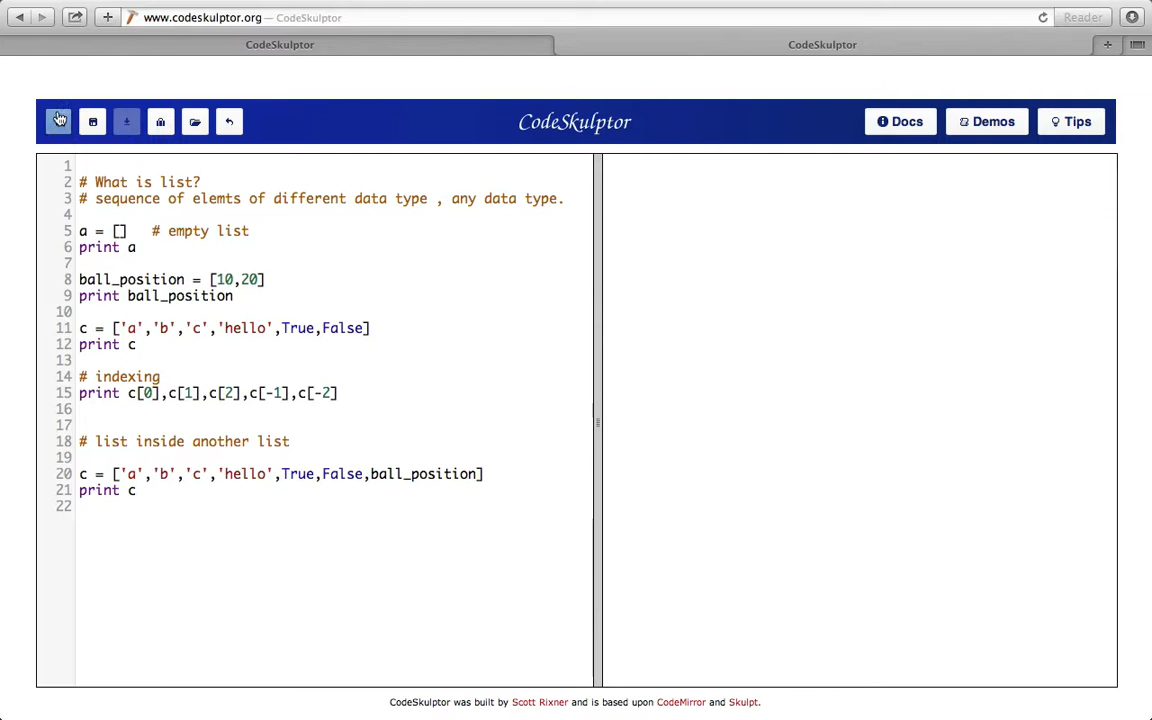 www.codeskulptor.org — CodeSkulptor
Reader
CodeSkulptor
CodeSkulptor
CodeSkulptor
Docs
Demos
Tips
1
2 # What is list?
3 # sequence of elemts of different data type , any data type.
4
5 a = [] # empty list
6 print a
7
8 ball_position = [10,20]
9 print ball_position
10
11 c = ['a','b','c','hello',True,False]
12 print c
13
14 # indexing
15 print c[0],c[1],c[2],c[-1],c[-2]
16
17
18 # list inside another list
19
20 c = ['a','b','c','hello',True,False,ball_position]
21 print c
22
CodeSkulptor was built by Scott Rixner and is based upon CodeMirror and Skulpt.